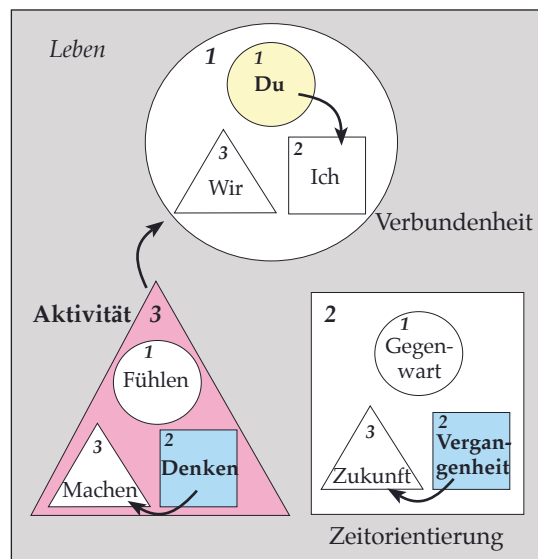 Leben
1
1
Du
3
Wir
2
Ich
Verbundenheit
Aktivität
3
1
Fühlen
3
Machen
2
Denken
2
1
Gegen-
wart
3
Zukunft
2
Vergan-
genheit
Zeitorientierung